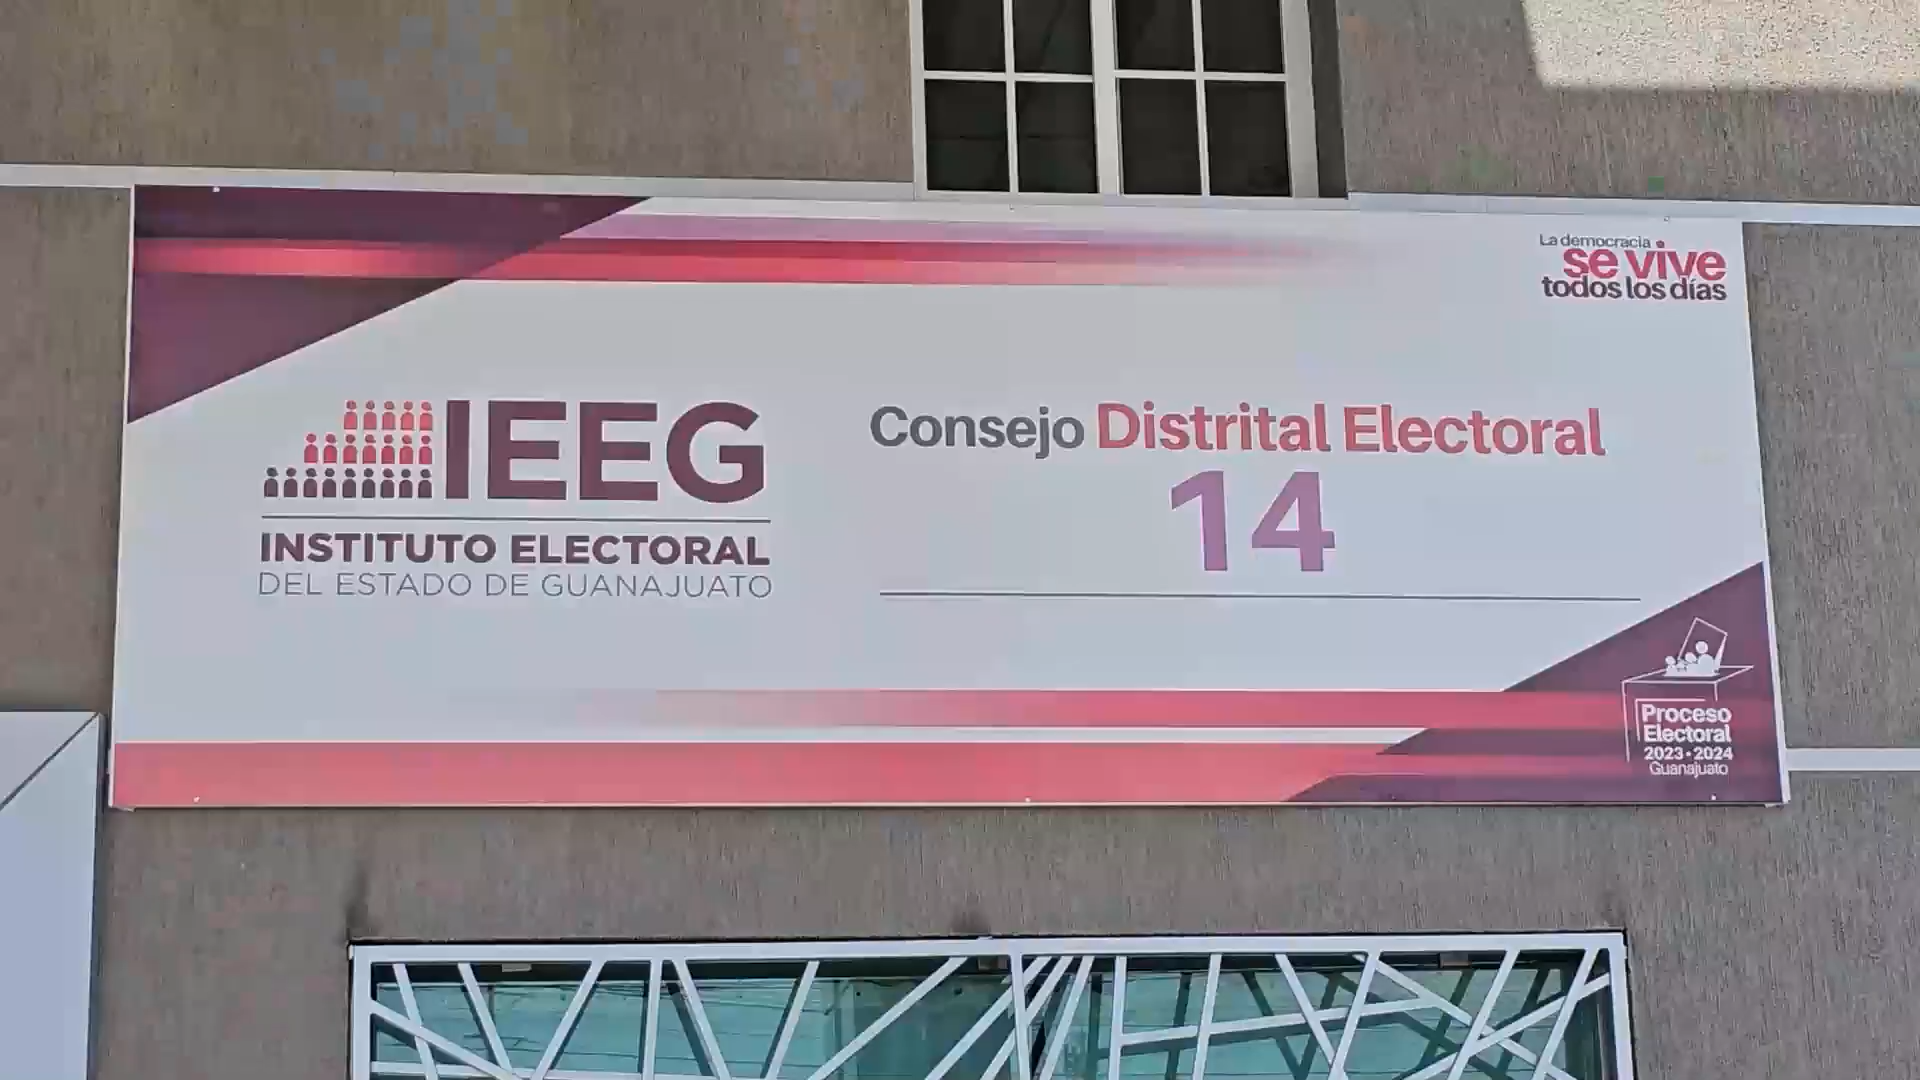 La democracia
se vive
todos los días
IEEG
INSTITUTO ELECTORAL
DEL ESTADO DE GUANAJUATO
Consejo Distrital Electoral
14
Proceso
Electoral
2023•2024
Guanajuato